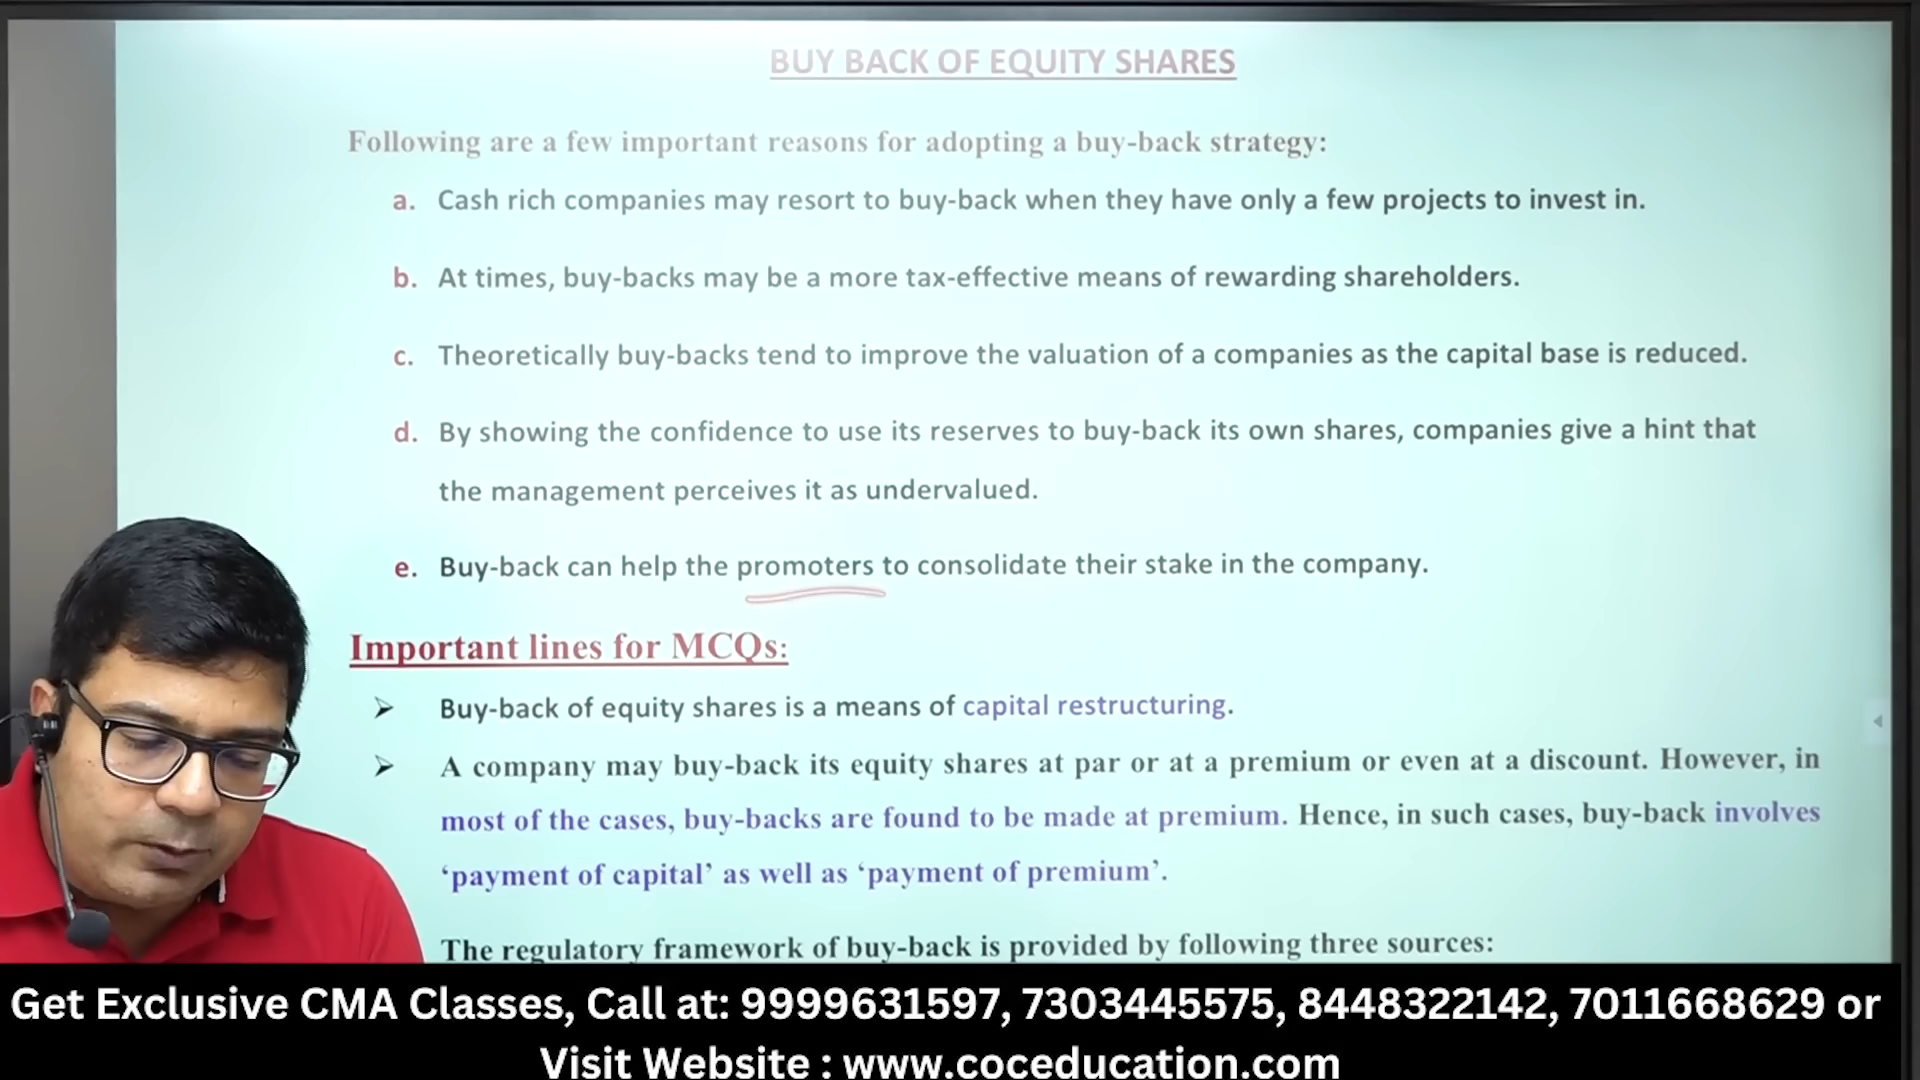 BUY BACK OF EQUITY SHARES
Following are a few important reasons for adopting a buy-back strategy:
a. Cash rich companies may resort to buy-back when they have only a few projects to invest in.
b. At times, buy-backs may be a more tax-effective means of rewarding shareholders.
c. Theoretically buy-backs tend to improve the valuation of a companies as the capital base is reduced.
d. By showing the confidence to use its reserves to buy-back its own shares, companies give a hint that
the management perceives it as undervalued.
e. Buy-back can help the promoters to consolidate their stake in the company.
Important lines for MCQs:
➢ Buy-back of equity shares is a means of capital restructuring.
➢ A company may buy-back its equity shares at par or at a premium or even at a discount. However, in
most of the cases, buy-backs are found to be made at premium. Hence, in such cases, buy-back involves
‘payment of capital’ as well as ‘payment of premium’.
The regulatory framework of buy-back is provided by following three sources:
Get Exclusive CMA Classes, Call at: 9999631597, 7303445575, 8448322142, 7011668629 or
Visit Website : www.coceducation.com